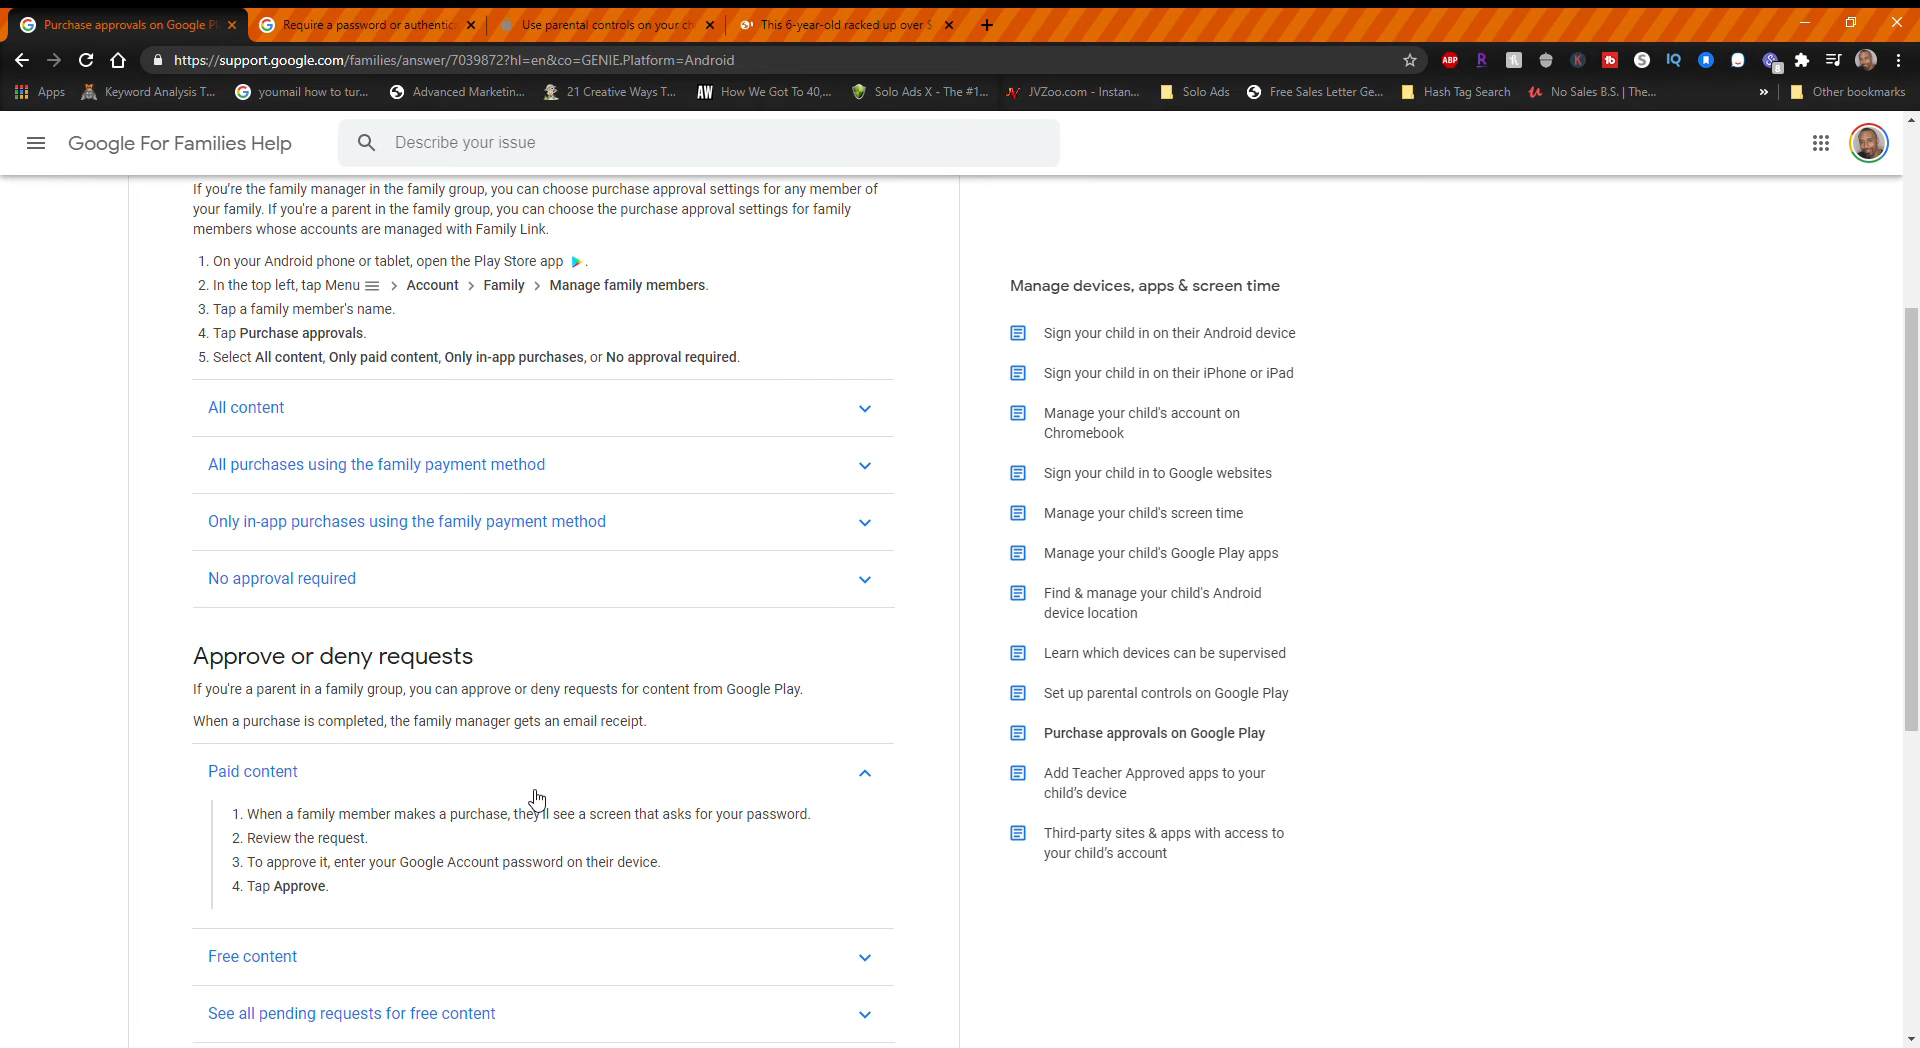 Purchase approvals on Google Pl
Require a password or authentic
Use parental controls on your ch
This 6-year-old racked up over $
https://support.google.com/families/answer/7039872?hl=en&co=GENIE.Platform=Android
ABP
IQ
8
Apps
Keyword Analysis T...
youmail how to tur...
Advanced Marketin...
21 Creative Ways T...
AW How We Got To 40,...
Solo Ads X - The #1...
JVZoo.com - Instan...
Solo Ads
Free Sales Letter Ge...
Hash Tag Search
No Sales B.S. | The...
»
Other bookmarks
Google For Families Help
Describe your issue
If you're the family manager in the family group, you can choose purchase approval settings for any member of
your family. If you're a parent in the family group, you can choose the purchase approval settings for family
members whose accounts are managed with Family Link.
1. On your Android phone or tablet, open the Play Store app .
2. In the top left, tap Menu > Account > Family > Manage family members.
3. Tap a family member's name.
4. Tap Purchase approvals.
5. Select All content, Only paid content, Only in-app purchases, or No approval required.
All content
All purchases using the family payment method
Only in-app purchases using the family payment method
No approval required
Approve or deny requests
If you're a parent in a family group, you can approve or deny requests for content from Google Play.
When a purchase is completed, the family manager gets an email receipt.
Paid content
1. When a family member makes a purchase, they'll see a screen that asks for your password.
2. Review the request.
3. To approve it, enter your Google Account password on their device.
4. Tap Approve.
Free content
See all pending requests for free content
Manage devices, apps & screen time
Sign your child in on their Android device
Sign your child in on their iPhone or iPad
Manage your child's account on
Chromebook
Sign your child in to Google websites
Manage your child's screen time
Manage your child's Google Play apps
Find & manage your child's Android
device location
Learn which devices can be supervised
Set up parental controls on Google Play
Purchase approvals on Google Play
Add Teacher Approved apps to your
child's device
Third-party sites & apps with access to
your child's account